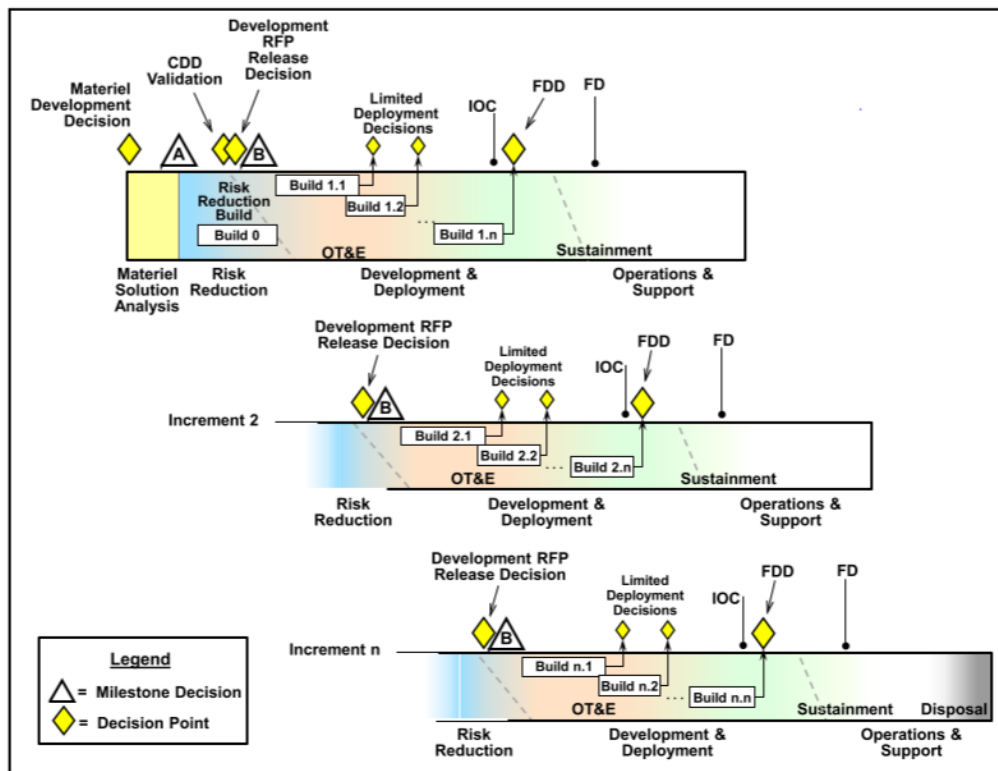 Development
RFP
Release
Decision
CDD
Validation
Materiel
Development
Decision
Limited
Deployment
Decisions
IOC
FDD
FD
A
B
Risk
Reduction
Build
Build 0
Build 1.1
Build 1.2
....
Build 1.n
OT&E
Sustainment
Materiel
Solution
Analysis
Risk
Reduction
Development &
Deployment
Operations &
Support
Development RFP
Release Decision
Limited
Deployment
Decisions
IOC
FDD
FD
B
Increment 2
Build 2.1
Build 2.2
....
Build 2.n
OT&E
Sustainment
Risk
Reduction
Development &
Deployment
Operations &
Support
Development RFP
Release Decision
Limited
Deployment
Decisions
IOC
FDD
FD
B
Increment n
Build n.1
Build n.2
....
Build n.n
OT&E
Sustainment
Disposal
Risk
Reduction
Development &
Deployment
Operations &
Support
Legend
= Milestone Decision
= Decision Point